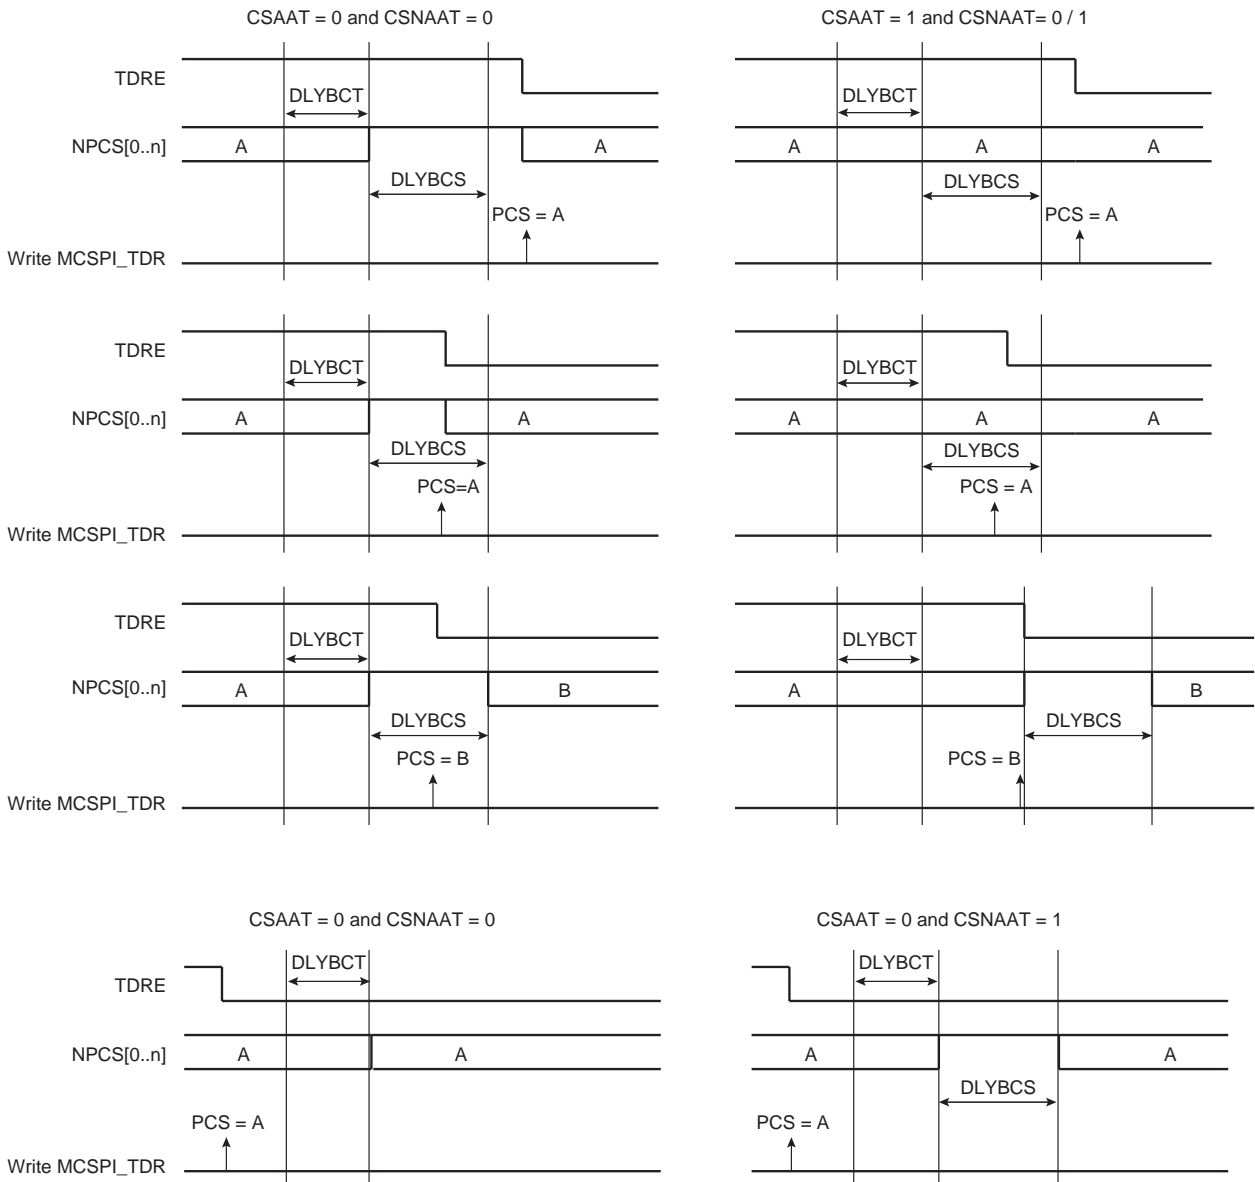 CSAAT = 0 and CSNAAT = 0
TDRE
DLYBCT
NPCS[0..n]
A
A
DLYBCS
PCS = A
Write MCSPI_TDR
CSAAT = 1 and CSNAAT= 0 / 1
DLYBCT
A
A
A
DLYBCS
PCS = A
TDRE
DLYBCT
NPCS[0..n]
A
A
DLYBCS
PCS=A
Write MCSPI_TDR
DLYBCT
A
A
A
DLYBCS
PCS = A
TDRE
DLYBCT
NPCS[0..n]
A
B
DLYBCS
PCS = B
Write MCSPI_TDR
DLYBCT
A
B
DLYBCS
PCS = B
CSAAT = 0 and CSNAAT = 0
TDRE
DLYBCT
NPCS[0..n]
A
A
PCS = A
Write MCSPI_TDR
CSAAT = 0 and CSNAAT = 1
DLYBCT
A
A
DLYBCS
PCS = A